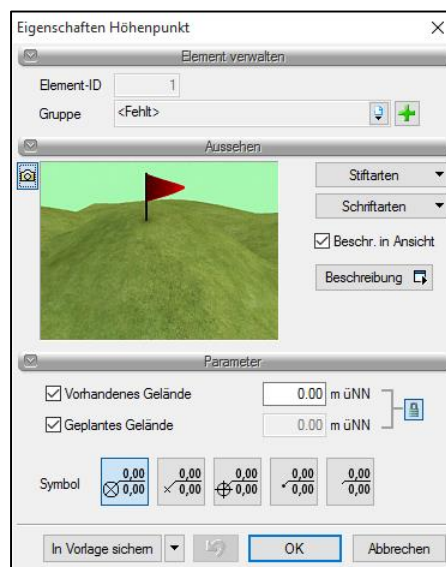 Eigenschaften Höhenpunkt
Element verwalten
Element-ID 1
Gruppe <Fehlt>
Aussehen
Stiftarten
Schriftarten
Beschr. in Ansicht
Beschreibung
Parameter
Vorhandenes Gelände 0.00 m üNN
Geplantes Gelände 0.00 m üNN
Symbol 0,00 0,00 0,00 0,00 0,00
0,00 0,00 0,00 0,00 0,00
In Vorlage sichern OK Abbrechen